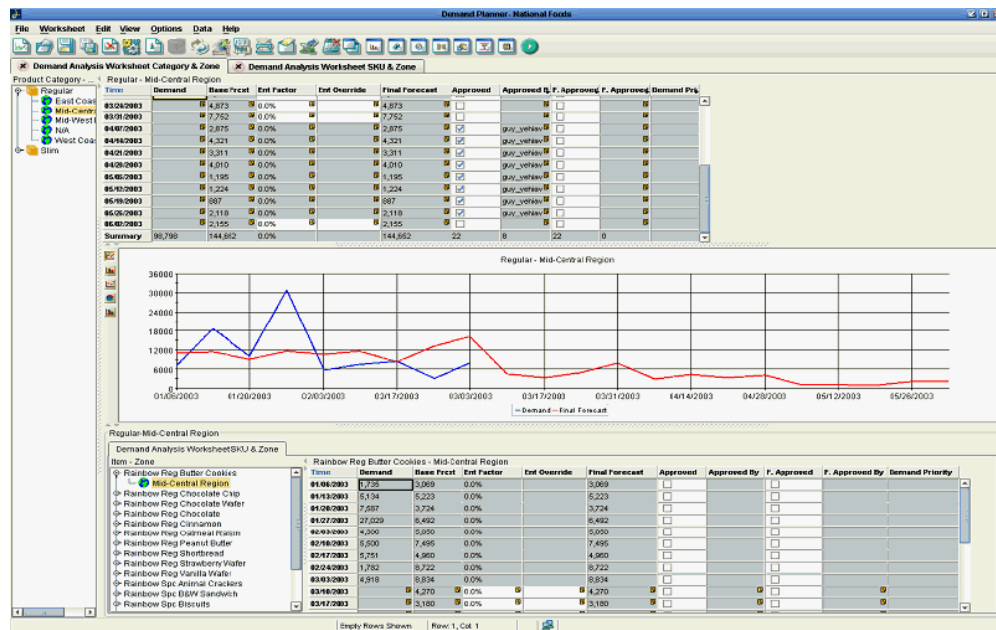 Demand Planner- National Foods
File Worksheet Edit View Options Data Help
Demand Analysis Worksheet Category & Zone Demand Analysis Worksheet SKU & Zone
Product Category - ...
Regular
East Coas
Mid-Centr
Mid-West
N/A
West Coas
Slim
Regular - Mid-Central Region
Time Demand Base Frcst Ent Factor Ent Override Final Forecast Approved Approved B F. Approved F. Approved Demand Pri
03/24/2003 4,873 0.0% 4,873
03/31/2003 7,752 0.0% 7,752
04/07/2003 2,875 0.0% 2,875 guy_yehiav
04/14/2003 4,321 0.0% 4,321 guy_yehiav
04/21/2003 3,311 0.0% 3,311 guy_yehiav
04/28/2003 4,010 0.0% 4,010 guy_yehiav
05/05/2003 1,195 0.0% 1,195 guy_yehiav
05/12/2003 1,224 0.0% 1,224 guy_yehiav
05/19/2003 887 0.0% 887 guy_yehiav
05/26/2003 2,110 0.0% 2,110 guy_yehiav
06/02/2003 2,155 0.0% 2,155
Summary 98,798 0.0% 22 8 22 0
Regular - Mid-Central Region
36000
30000
24000
18000
12000
6000
0
01/06/2003 01/20/2003 02/03/2003 02/17/2003 03/03/2003 03/17/2003 03/31/2003 04/14/2003 04/28/2003 05/12/2003 05/26/2003
Demand Final Forecast
Regular-Mid-Central Region
Demand Analysis WorksheetSKU & Zone
Item - Zone
Rainbow Reg Butter Cookies
Mid-Central Region
Rainbow Reg Chocolate Chip
Rainbow Reg Chocolate Wafer
Rainbow Reg Chocolate
Rainbow Reg Cinnamon
Rainbow Reg Oatmeal Raisin
Rainbow Reg Peanut Butter
Rainbow Reg Shortbread
Rainbow Reg Strawberry Wafer
Rainbow Reg Vanilla Wafer
Rainbow Spc Animal Crackers
Rainbow Spc B&W Sandwich
Rainbow Spc Biscuits
Rainbow Reg Butter Cookies - Mid-Central Region
Time Demand Base Frcst Ent Factor Ent Override Final Forecast Approved Approved By F. Approved F. Approved By Demand Priority
01/06/2003 1,735 3,069 0.0% 3,069
01/13/2003 5,134 5,223 0.0% 5,223
01/20/2003 7,587 3,724 0.0% 3,724
01/27/2003 27,029 6,492 0.0% 6,492
02/03/2003 4,300 5,050 0.0% 5,050
02/10/2003 5,500 7,495 0.0% 7,495
02/17/2003 5,751 4,960 0.0% 4,960
02/24/2003 1,782 8,722 0.0% 8,722
03/03/2003 4,918 8,834 0.0% 8,834
03/10/2003 4,270 0.0% 4,270
03/17/2003 3,180 0.0% 3,180
Empty Rows Shown Row: 1, Col: 1